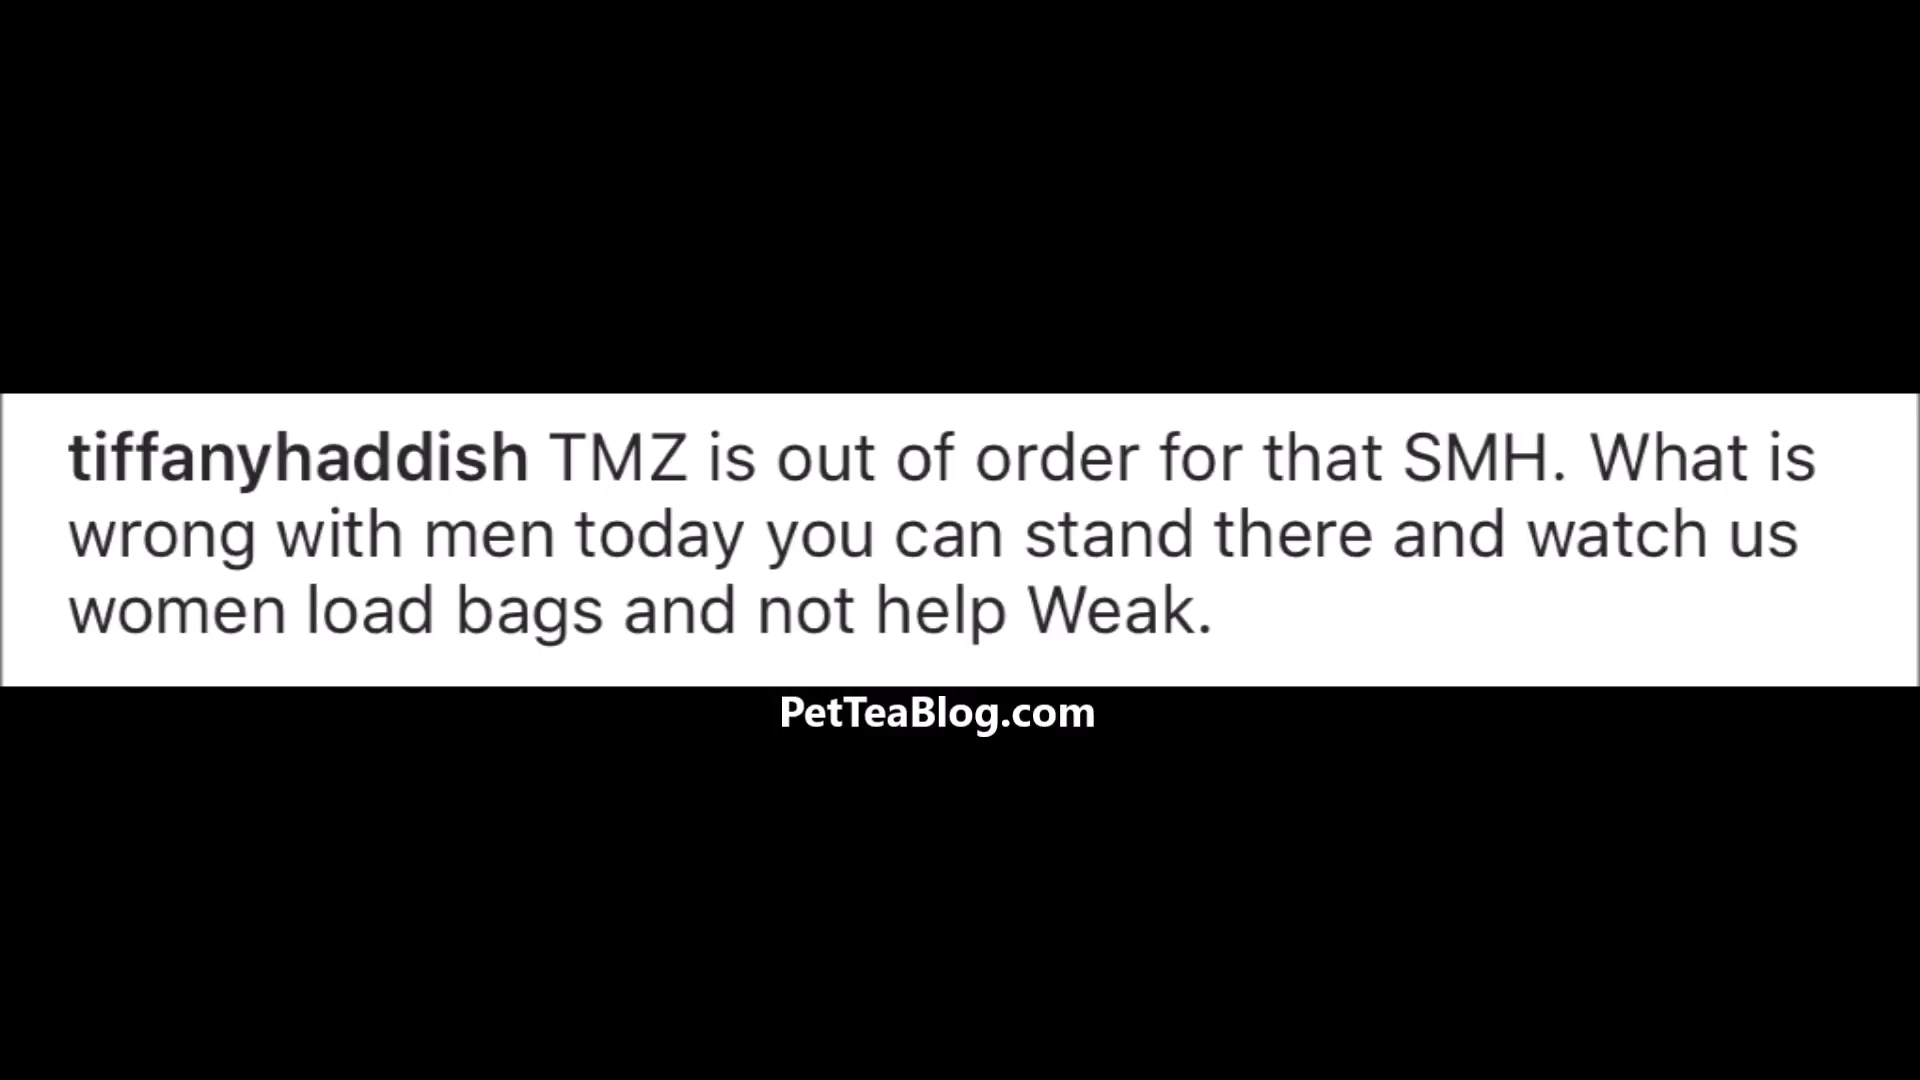 tiffanyhaddish TMZ is out of order for that SMH. What is
wrong with men today you can stand there and watch us
women load bags and not help Weak.
PetTeaBlog.com